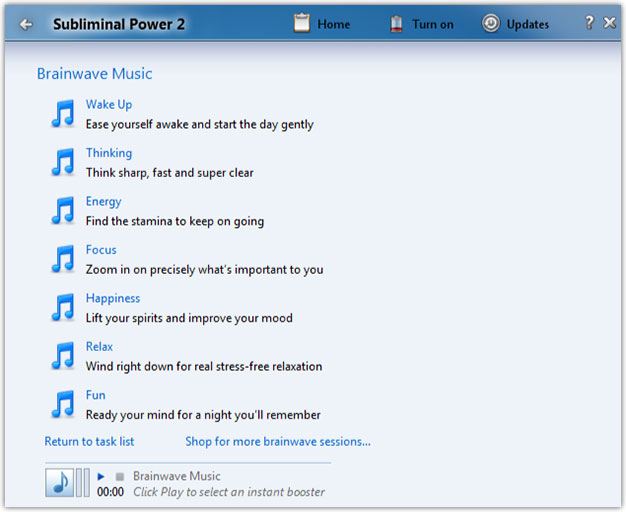 Subliminal Power 2 Home Turn on Updates ?
Brainwave Music
Wake Up
Ease yourself awake and start the day gently
Thinking
Think sharp, fast and super clear
Energy
Find the stamina to keep on going
Focus
Zoom in on precisely what's important to you
Happiness
Lift your spirits and improve your mood
Relax
Wind right down for real stress-free relaxation
Fun
Ready your mind for a night you'll remember
Return to task list Shop for more brainwave sessions...
Brainwave Music
00:00 Click Play to select an instant booster